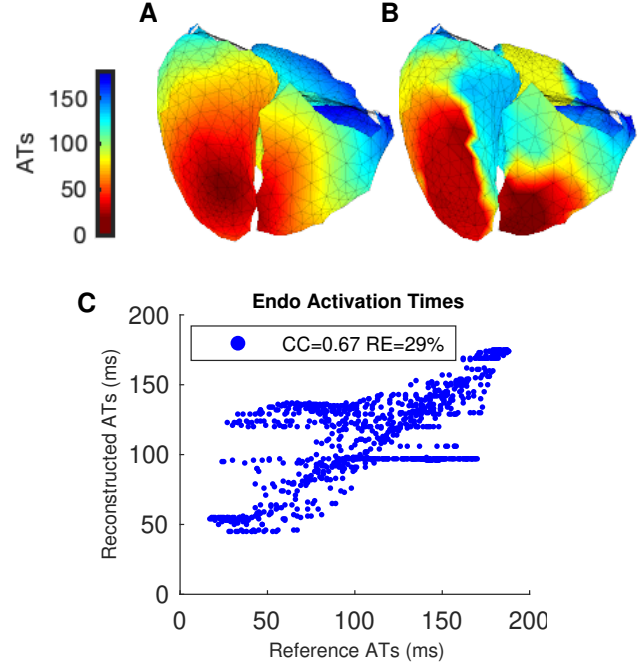 A
B
150
100
50
0
ATs
C
Endo Activation Times
200
CC=0.67 RE=29%
150
100
50
0
Reconstructed ATs (ms)
0 50 100 150 200
Reference ATs (ms)